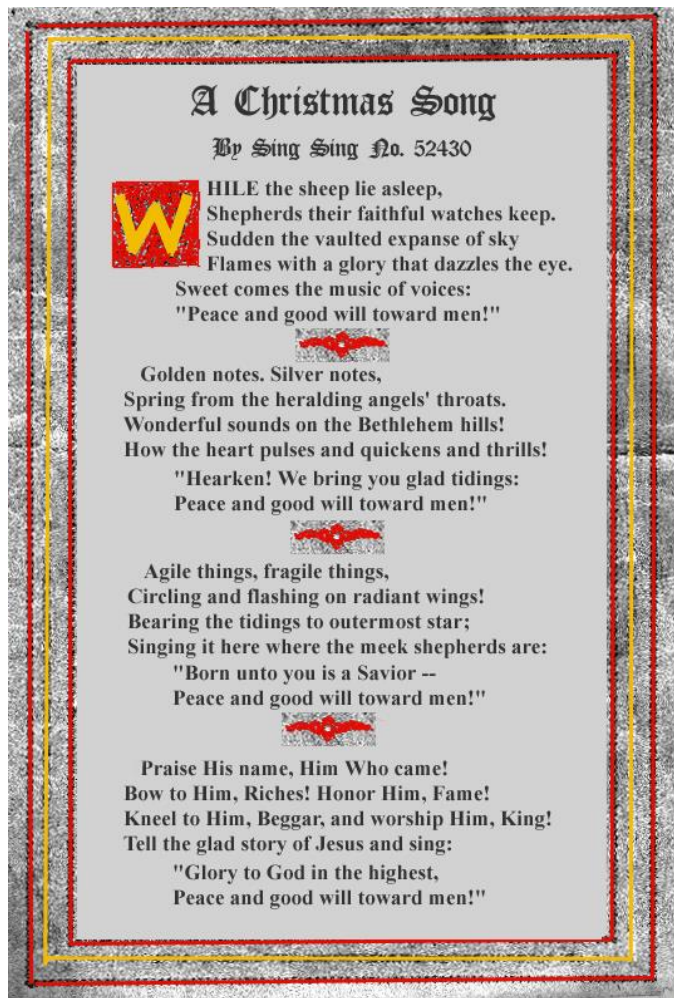 A Christmas Song
By Sing Sing No. 52430
WHILE the sheep lie asleep,
Shepherds their faithful watches keep.
Sudden the vaulted expanse of sky
Flames with a glory that dazzles the eye.
Sweet comes the music of voices:
"Peace and good will toward men!"
Golden notes. Silver notes,
Spring from the heralding angels' throats.
Wonderful sounds on the Bethlehem hills!
How the heart pulses and quickens and thrills!
"Hearken! We bring you glad tidings:
Peace and good will toward men!"
Agile things, fragile things,
Circling and flashing on radiant wings!
Bearing the tidings to outermost star;
Singing it here where the meek shepherds are:
"Born unto you is a Savior --
Peace and good will toward men!"
Praise His name, Him Who came!
Bow to Him, Riches! Honor Him, Fame!
Kneel to Him, Beggar, and worship Him, King!
Tell the glad story of Jesus and sing:
"Glory to God in the highest,
Peace and good will toward men!"